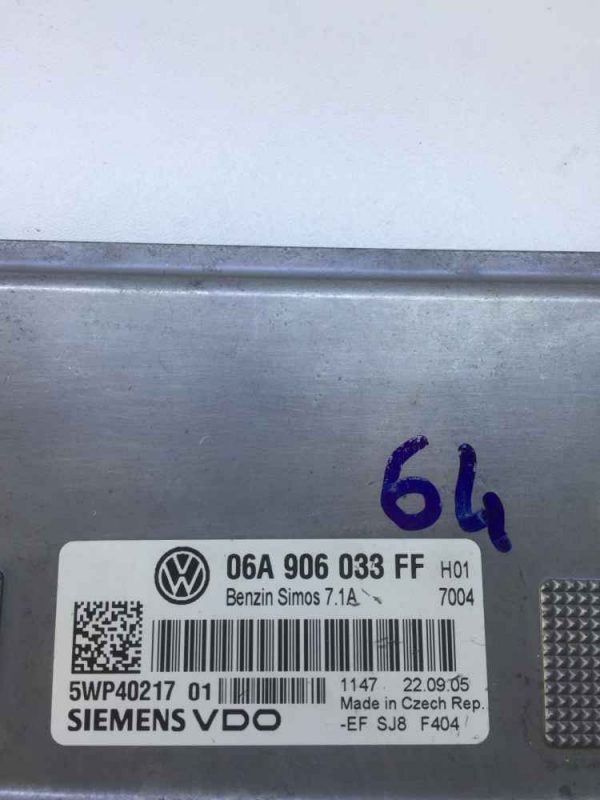 64
06A 906 033 FF H01
Benzin Simos 7.1A 7004
5WP40217 01 1147 22.09.05
Made in Czech Rep.
SIEMENS VDO -EF SJ8 F404